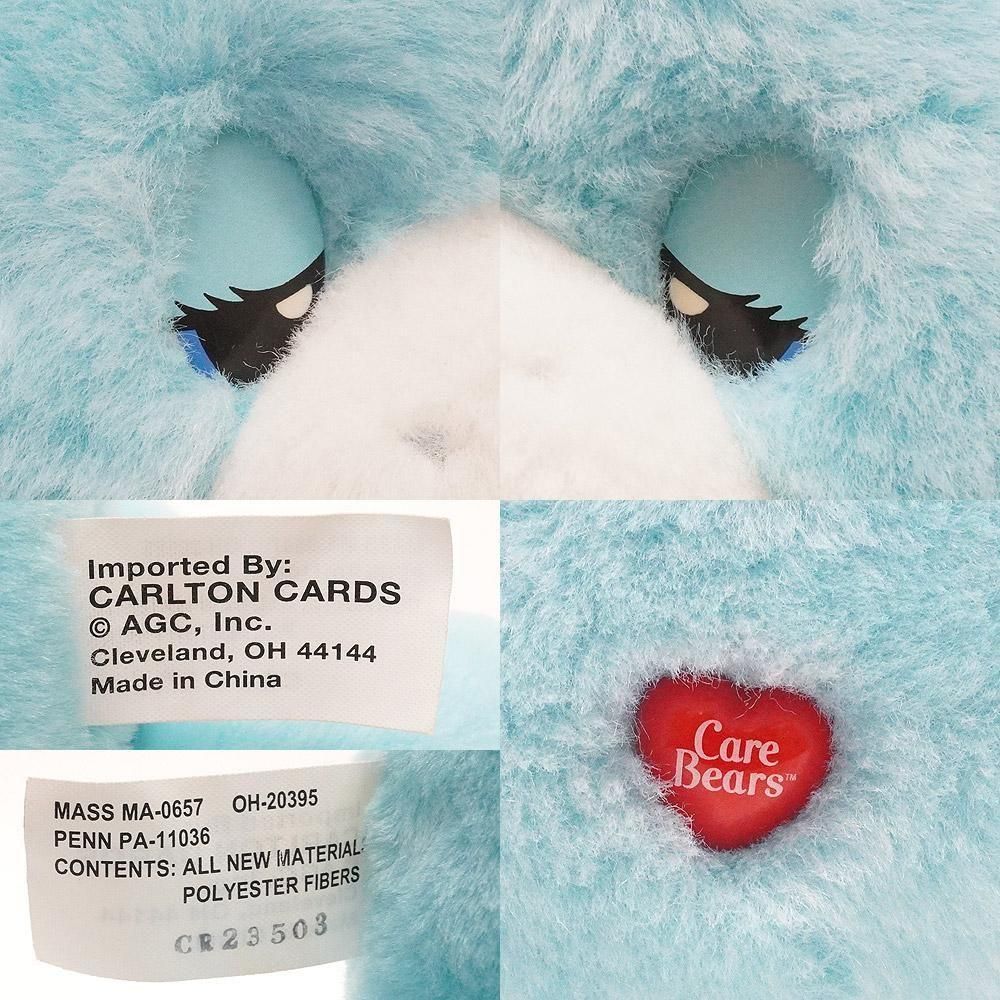 Imported By:
CARLTON CARDS
© AGC, Inc.
Cleveland, OH 44144
Made in China
Care
Bears™
MASS MA-0657 OH-20395
PENN PA-11036
CONTENTS: ALL NEW MATERIAL
POLYESTER FIBERS
CR23503